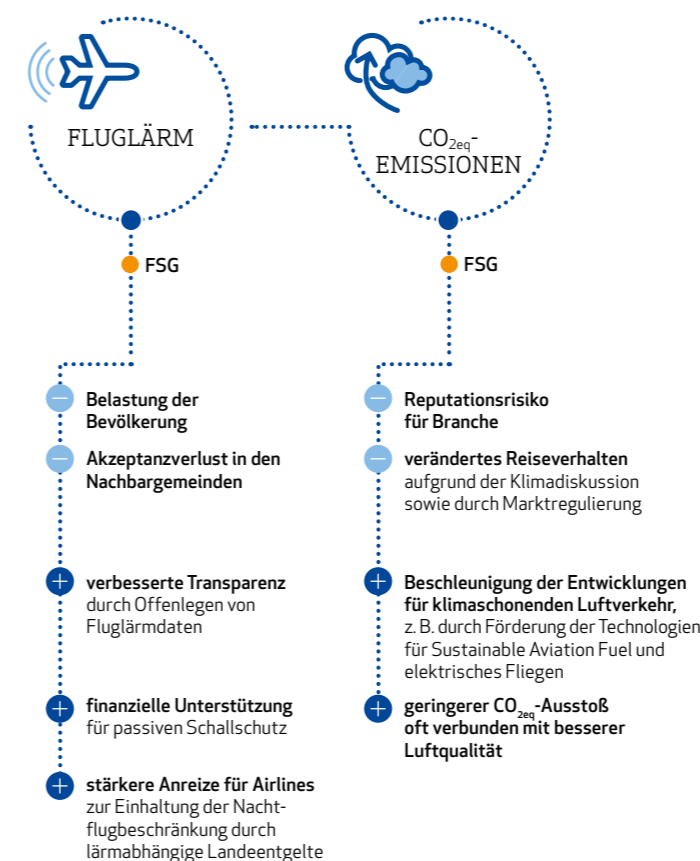 FLUGLÄRM
FSG
Belastung der
Bevölkerung
Akzeptanzverlust in den
Nachbargemeinden
verbesserte Transparenz
durch Offenlegen von
Fluglärmdaten
finanzielle Unterstützung
für passiven Schallschutz
stärkere Anreize für Airlines
zur Einhaltung der Nacht-
flugbeschränkung durch
lärmabhängige Landeentgelte
CO₂eq-
EMISSIONEN
FSG
Reputationsrisiko
für Branche
verändertes Reiseverhalten
aufgrund der Klimadiskussion
sowie durch Marktregulierung
Beschleunigung der Entwicklungen
für klimaschonenden Luftverkehr,
z. B. durch Förderung der Technologien
für Sustainable Aviation Fuel und
elektrisches Fliegen
geringerer CO₂eq-Ausstoß
oft verbunden mit besserer
Luftqualität